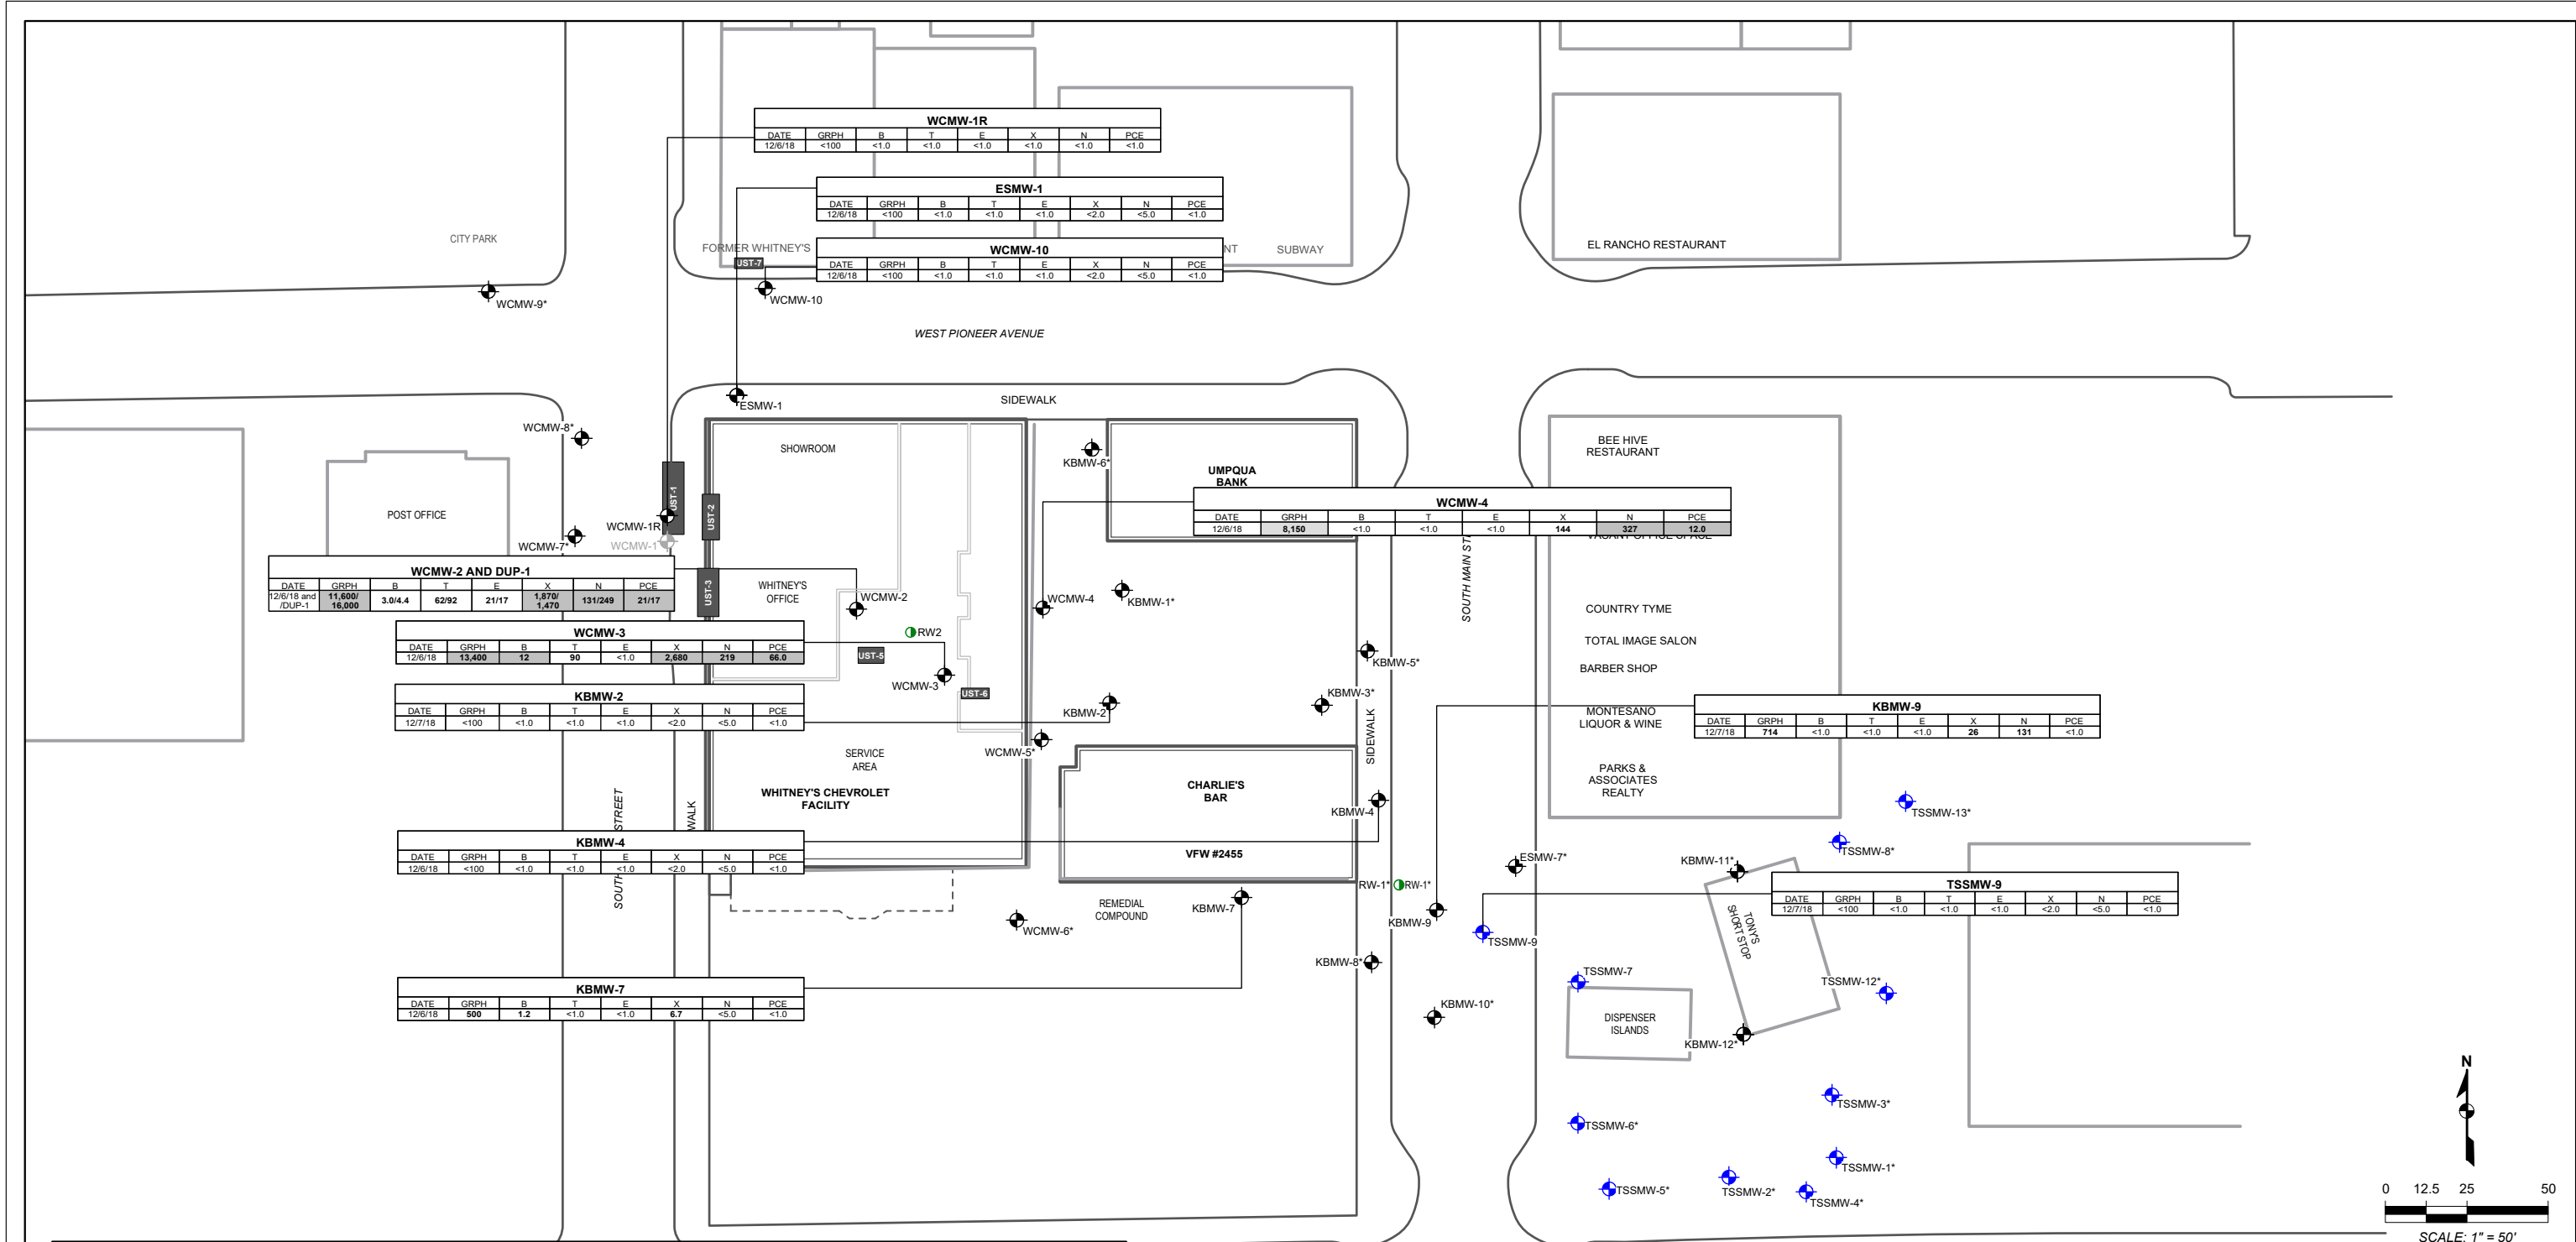 WCMW-1R
DATE GRPH B T E X N PCE
12/6/18 <100 <1.0 <1.0 <1.0 <1.0 <1.0 <1.0
ESMW-1
DATE GRPH B T E X N PCE
12/6/18 <100 <1.0 <1.0 <1.0 <2.0 <5.0 <1.0
CITY PARK
FORMER WHITNEY'S
NT
SUBWAY
EL RANCHO RESTAURANT
WCMW-10
DATE GRPH B T E X N PCE
12/6/18 <100 <1.0 <1.0 <1.0 <2.0 <5.0 <1.0
UST-7
WCMW-9*
WCMW-10
WEST PIONEER AVENUE
ESMW-1
SIDEWALK
WCMW-8*
SHOWROOM
KBMW-6*
UMPQUA
BANK
BEE HIVE
RESTAURANT
WCMW-4
DATE GRPH B T E X N PCE
12/6/18 8,150 <1.0 <1.0 <1.0 144 327 12.0
VACANT OFFICE SPACE
POST OFFICE
UST-1
UST-2
WCMW-1R
WCMW-7*
WCMW-1
WCMW-2 AND DUP-1
DATE GRPH B T E X N PCE
12/6/18 and /DUP-1 11,600/ 16,000 3.0/4.4 62/92 21/17 1,870/ 1,470 131/249 21/17
UST-3
WHITNEY'S
OFFICE
WCMW-2
WCMW-4
KBMW-1*
SOUTH MAIN ST
COUNTRY TYME
TOTAL IMAGE SALON
BARBER SHOP
WCMW-3
DATE GRPH B T E X N PCE
12/6/18 13,400 12 90 <1.0 2,680 219 66.0
RW2
UST-5
WCMW-3
UST-6
KBMW-5*
KBMW-3*
KBMW-2
DATE GRPH B T E X N PCE
12/7/18 <100 <1.0 <1.0 <1.0 <2.0 <5.0 <1.0
KBMW-2
WCMW-5*
SIDEWALK
MONTESANO
LIQUOR & WINE
KBMW-9
DATE GRPH B T E X N PCE
12/7/18 714 <1.0 <1.0 <1.0 26 131 <1.0
SERVICE
AREA
WHITNEY'S CHEVROLET
FACILITY
CHARLIE'S
BAR
KBMW-4
PARKS &
ASSOCIATES
REALTY
TSSMW-13*
SOUTH
STREET
WALK
KBMW-4
DATE GRPH B T E X N PCE
12/6/18 <100 <1.0 <1.0 <1.0 <2.0 <5.0 <1.0
VFW #2455
TSSMW-8*
ESMW-7*
KBMW-11*
RW-1*
RW-1*
TSSMW-9
DATE GRPH B T E X N PCE
12/7/18 <100 <1.0 <1.0 <1.0 <2.0 <5.0 <1.0
REMEDIAL
COMPOUND
KBMW-7
KBMW-9
WCMW-6*
TONY'S
SHORT STOP
TSSMW-9
KBMW-8*
TSSMW-7
TSSMW-12*
KBMW-7
DATE GRPH B T E X N PCE
12/6/18 500 1.2 <1.0 <1.0 6.7 <5.0 <1.0
KBMW-10*
DISPENSER
ISLANDS
KBMW-12*
TSSMW-3*
TSSMW-6*
TSSMW-1*
TSSMW-5*
TSSMW-2*
TSSMW-4*
N
0 12.5 25 50
SCALE: 1" = 50'